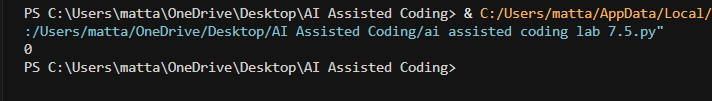 PS C:\Users\matta\OneDrive\Desktop\AI Assisted Coding> & C:/Users/matta/AppData/Local/
:/Users/matta/OneDrive/Desktop/AI Assisted Coding/ai assisted coding lab 7.5.py"
0
PS C:\Users\matta\OneDrive\Desktop\AI Assisted Coding>